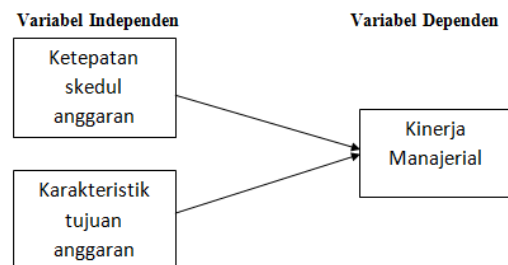 Variabel Independen
Variabel Dependen
Ketepatan
skedul
anggaran
Kinerja
Manajerial
Karakteristik
tujuan
anggaran